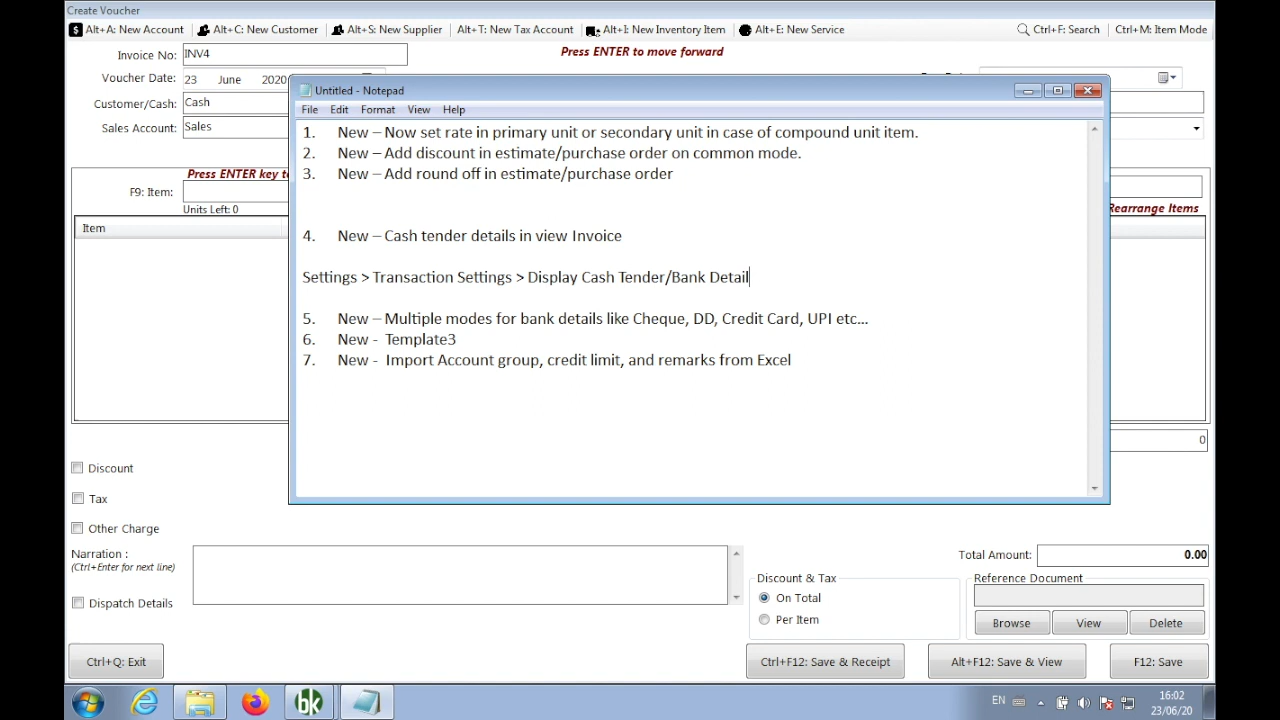 Create Voucher
Alt+A: New Account Alt+C: New Customer Alt+S: New Supplier Alt+T: New Tax Account Alt+I: New Inventory Item Alt+E: New Service Ctrl+F: Search Ctrl+M: Item Mode
Invoice No: INV4
Press ENTER to move forward
Voucher Date: 23 June 2020
Customer/Cash: Cash
Sales Account: Sales
Press ENTER key to
F9: Item:
Units Left: 0
Rearrange Items
Item
Untitled - Notepad
File Edit Format View Help
1. New – Now set rate in primary unit or secondary unit in case of compound unit item.
2. New – Add discount in estimate/purchase order on common mode.
3. New – Add round off in estimate/purchase order
4. New – Cash tender details in view Invoice
Settings > Transaction Settings > Display Cash Tender/Bank Detail
5. New – Multiple modes for bank details like Cheque, DD, Credit Card, UPI etc...
6. New - Template3
7. New - Import Account group, credit limit, and remarks from Excel
0
Discount
Tax
Other Charge
Narration :
(Ctrl+Enter for next line)
Total Amount: 0.00
Discount & Tax
On Total
Per Item
Reference Document
Browse View Delete
Dispatch Details
Ctrl+Q: Exit Ctrl+F12: Save & Receipt Alt+F12: Save & View F12: Save
bk
EN
16:02
23/06/20